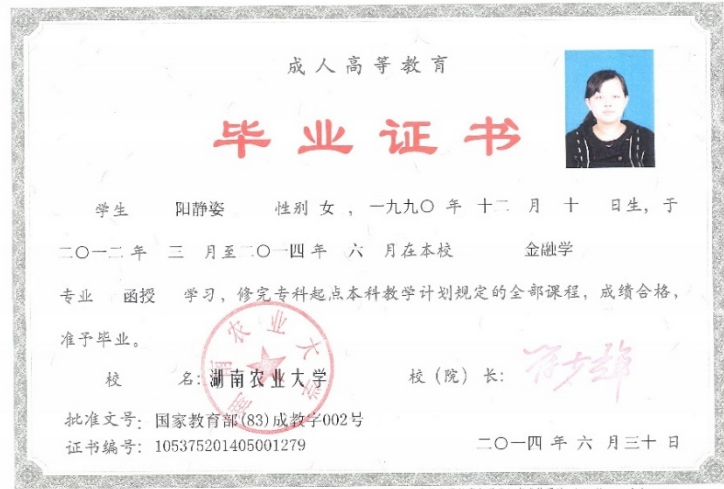 成人高等教育
毕业证书
学生 阳静姿 性别 女 ，一九九〇 年 十二 月 十 日生，于
二〇一二 年 三 月至 二〇一四 年 六 月在本校 金融学
专业 函授 学习，修完专科起点本科教学计划规定的全部课程，成绩合格，
准予毕业。
校 名：湖南农业大学 校（院）长：
湖南农业大学
批准文号：国家教育部(83)成教字002号
证书编号：105375201405001279
二〇一四 年 六 月三十 日